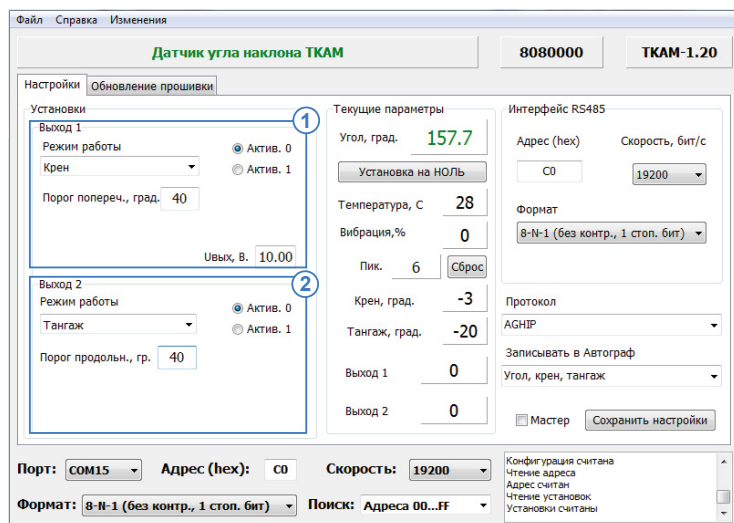 Файл Справка Изменения
Датчик угла наклона ТКАМ
8080000
ТКАМ-1.20
Настройки Обновление прошивки
Установки
Выход 1
1
Режим работы
Актив. 0
Крен
Актив. 1
Порог попереч., град. 40
Uвых, В. 10.00
Выход 2
2
Режим работы
Актив. 0
Тангаж
Актив. 1
Порог продольн., гр. 40
Текущие параметры
Угол, град. 157.7
Установка на НОЛЬ
Температура, С 28
Вибрация,% 0
Пик. 6 Сброс
Крен, град. -3
Тангаж, град. -20
Выход 1 0
Выход 2 0
Интерфейс RS485
Адрес (hex) Скорость, бит/с
C0 19200
Формат
8-N-1 (без контр., 1 стоп. бит)
Протокол
AGHIP
Записывать в Автограф
Угол, крен, тангаж
Мастер Сохранить настройки
Порт: COM15 Адрес (hex): C0 Скорость: 19200
Формат: 8-N-1 (без контр., 1 стоп. бит) Поиск: Адреса 00..FF
Конфигурация считана
Чтение адреса
Адрес считан
Чтение установок
Установки считаны